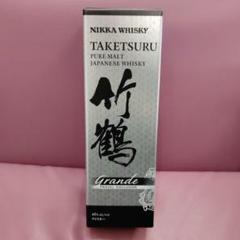 NIKKA WHISKY
TAKETSURU
PURE MALT
JAPANESE WHISKY
竹鶴
Grande